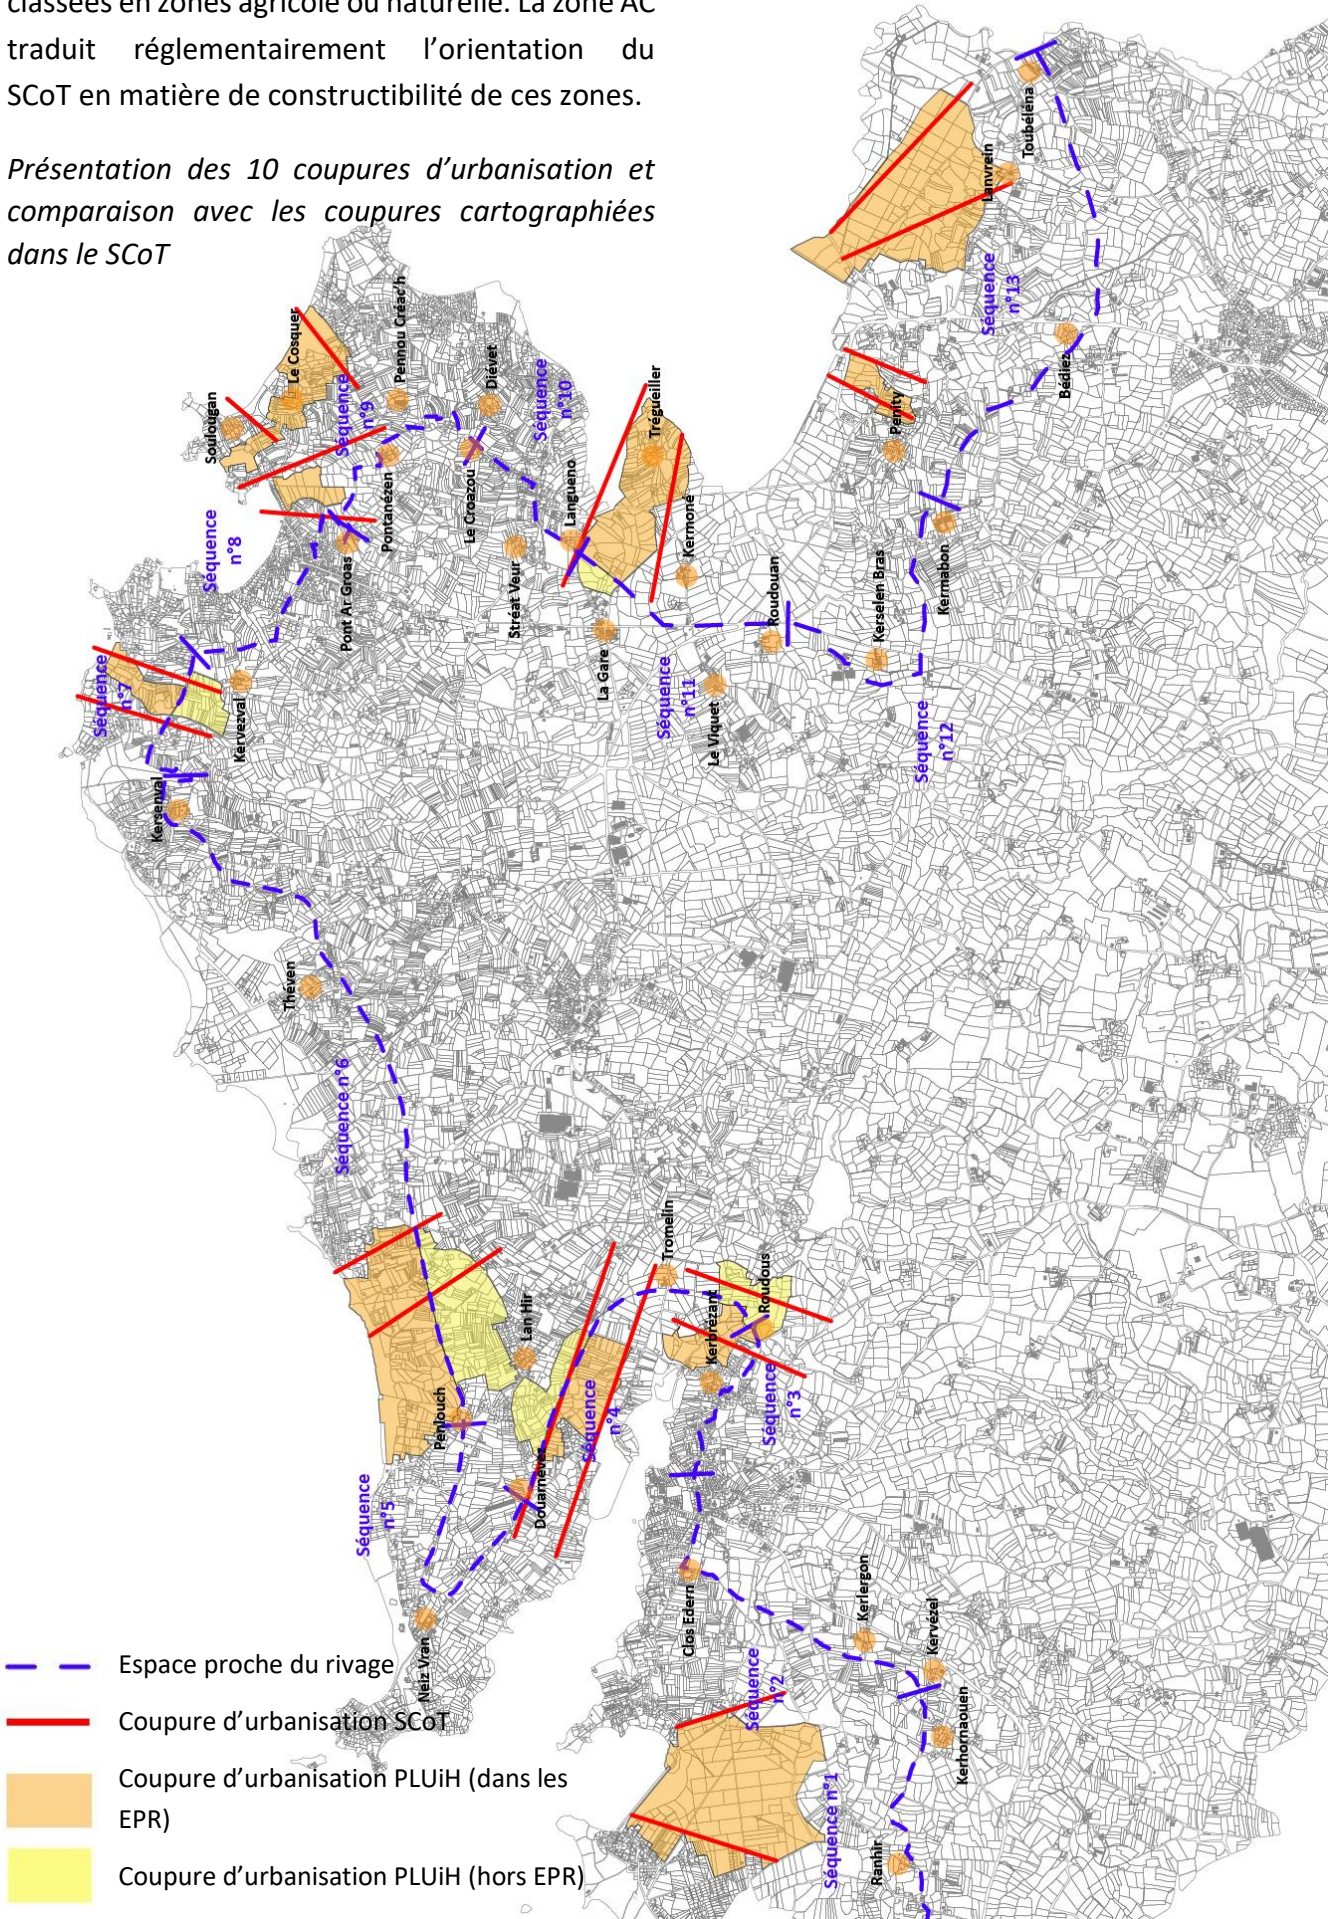 classées en zones agricole ou naturelle. La zone AC
traduit réglementairement l’orientation du
SCoT en matière de constructibilité de ces zones.
Présentation des 10 coupures d’urbanisation et
comparaison avec les coupures cartographiées
dans le SCoT
Toubéléna
Lanvrein
Séquence
n°13
Bédiez
Penity
Le Cosquer
Pennou Créac'h
Soulougan
Séquence
n°9
Diévet
Séquence
n°10
Trégueiller
Pontanézen
Le Croazou
Langueno
Kermoné
Séquence
n°8
Pont Ar Groas
Stréat Veur
La Gare
Roudouan
Kerselen Bras
Kermabon
Séquence
n°7
Kervezval
Séquence
n°11
Le Viquet
Séquence
n°12
Kersenval
Théven
Séquence n°6
Tromelin
Roudous
Kerbrézant
Lan Hir
Penlouch
Séquence
n°4
Séquence
n°3
Séquence
n°5
Douarnevez
Neiz Vran
Clos Edern
Kerlergon
Kervézel
Séquence
n°2
Kerhornaouen
Séquence n°1
Ranhir
Espace proche du rivage
Coupure d’urbanisation SCoT
Coupure d’urbanisation PLUiH (dans les
EPR)
Coupure d’urbanisation PLUiH (hors EPR)